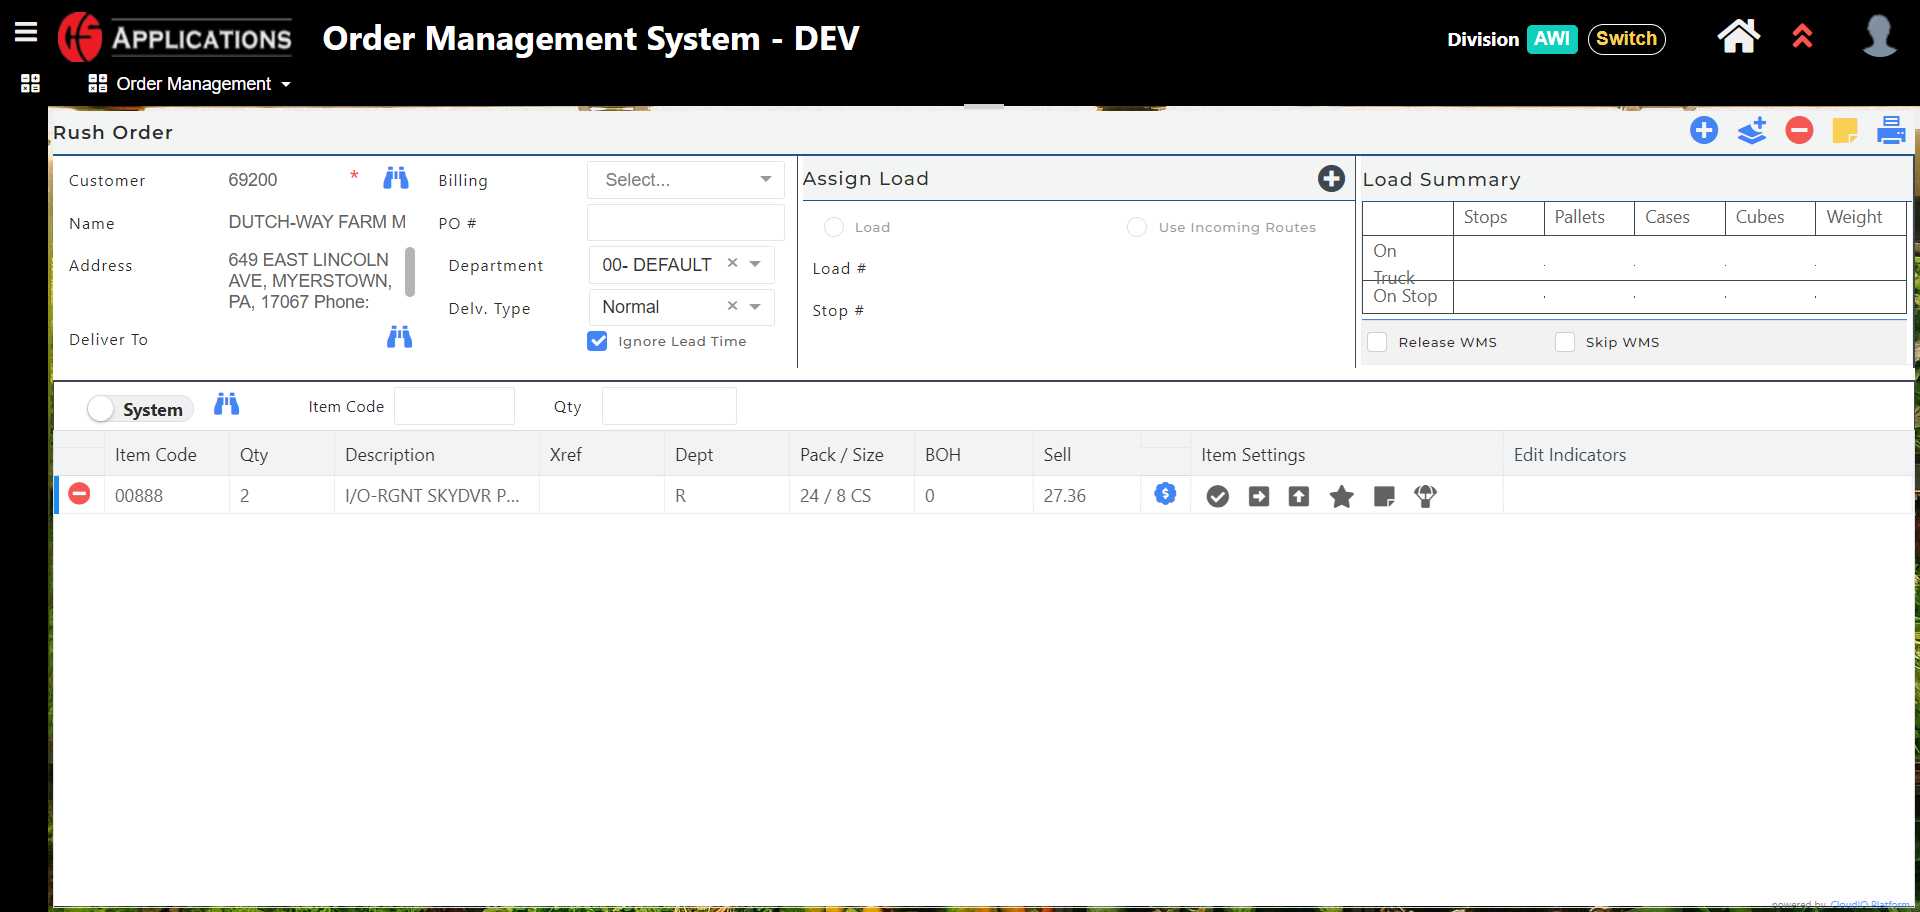 APPLICATIONS
Order Management System - DEV
Division AWI Switch
Order Management
Rush Order
Customer 69200 * Billing Select...
Name DUTCH-WAY FARM M PO #
Address 649 EAST LINCOLN
AVE, MYERSTOWN,
PA, 17067 Phone:
Department 00- DEFAULT
Delv. Type Normal
Deliver To Ignore Lead Time
Assign Load
Load Use Incoming Routes
Load #
Stop #
Load Summary
Stops Pallets Cases Cubes Weight
On
Truck
On Stop
Release WMS Skip WMS
System Item Code Qty
Item Code Qty Description Xref Dept Pack / Size BOH Sell Item Settings Edit Indicators
00888 2 I/O-RGNT SKYDVR P... R 24 / 8 CS 0 27.36
powered by CloudIO Platform